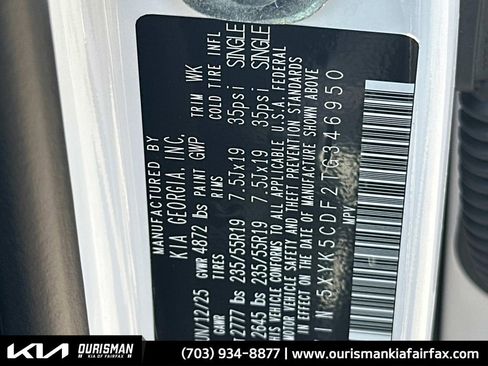 MANUFACTURED BY
KIA GEORGIA, INC.
UN/12/25 GVWR 4872 lbs PAINT GWP TRIM WK
GAWR TIRES RIMS COLD TIRE INFL
2777 lbs 235/55R19 7.5Jx19 35psi SINGLE
2645 lbs 235/55R19 7.5Jx19 35psi SINGLE
THIS VEHICLE CONFORMS TO ALL APPLICABLE U.S.A. FEDERAL
MOTOR VEHICLE SAFETY AND THEFT PREVENTION STANDARDS
IN EFFECT ON THE DATE OF MANUFACTURE SHOWN ABOVE
5XYK5CDF2TG346950
MPV
KIA OURISMAN
KIA OF FAIRFAX
(703) 934-8877 | www.ourismankiafairfax.com